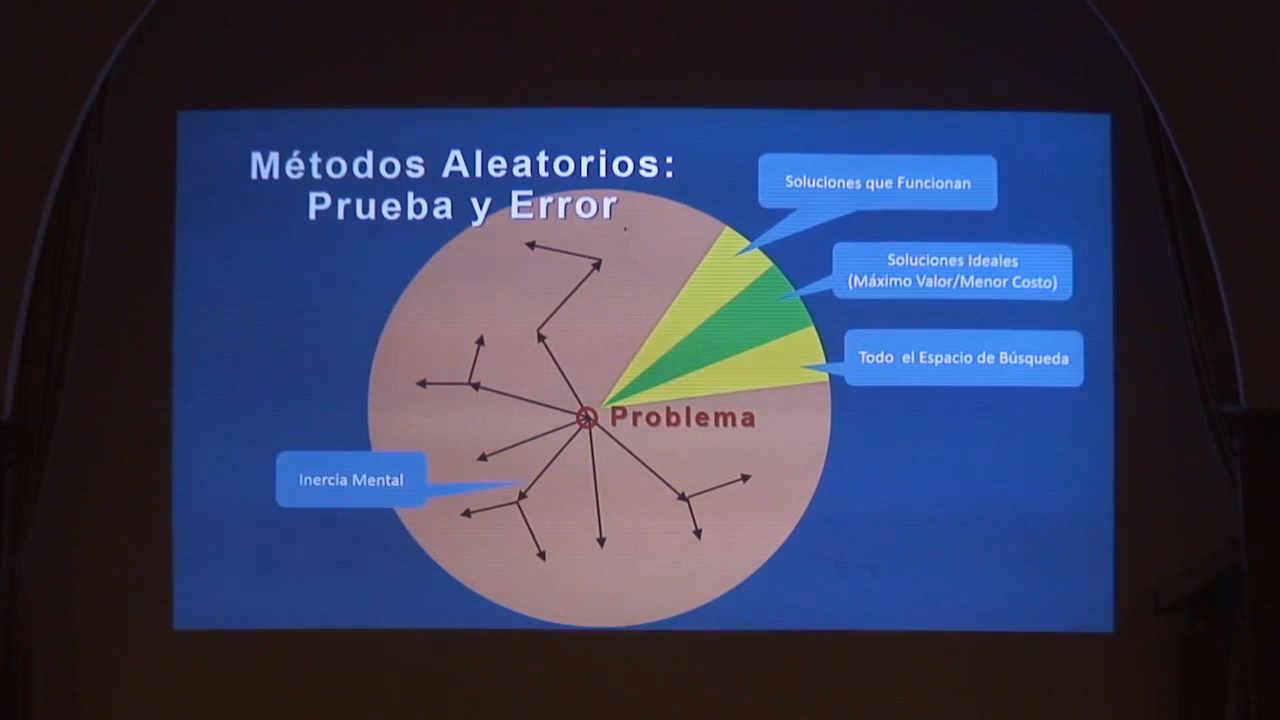 Métodos Aleatorios:
Prueba y Error
Soluciones que Funcionan
Soluciones Ideales
(Máximo Valor/Menor Costo)
Todo el Espacio de Búsqueda
Problema
Inercia Mental